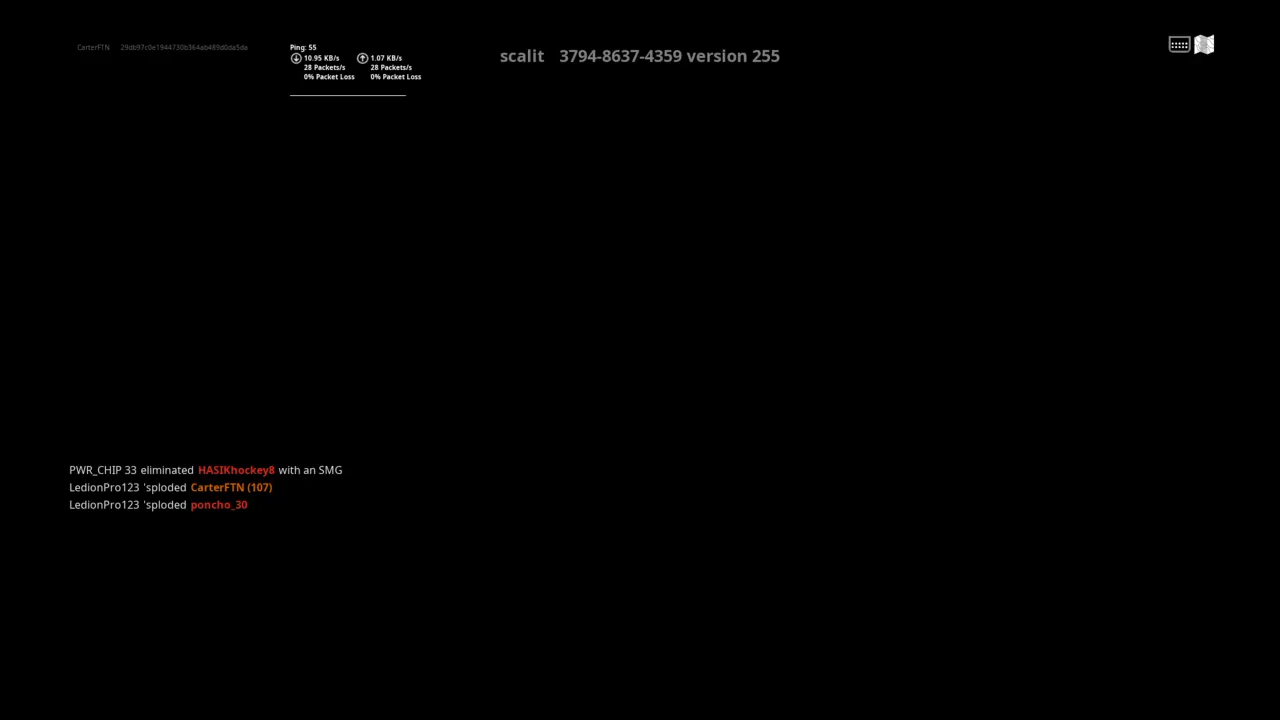 CarterFTN 29db97c0e1944730b364ab489d0da5da
Ping: 55
10.95 KB/s 1.07 KB/s
28 Packets/s 28 Packets/s
0% Packet Loss 0% Packet Loss
scalit 3794-8637-4359 version 255
PWR_CHIP 33 eliminated HASIKhockey8 with an SMG
LedionPro123 'sploded CarterFTN (107)
LedionPro123 'sploded poncho_30